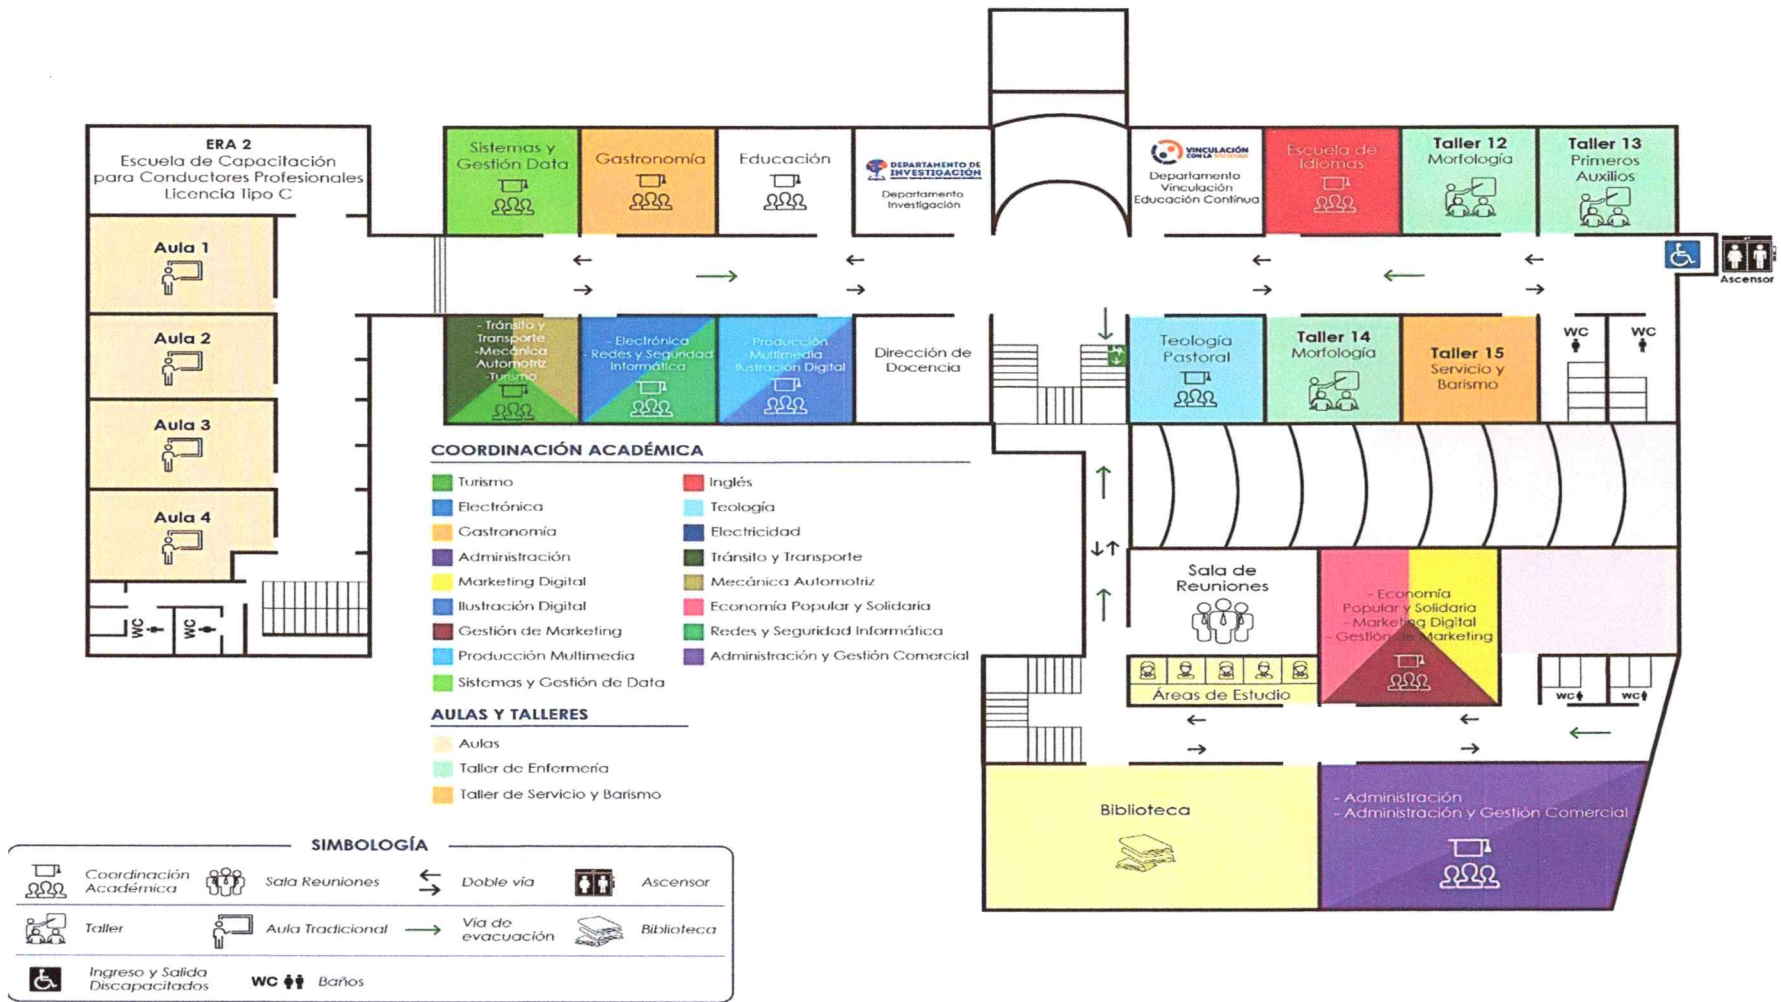 ERA 2
Escuela de Capacitación
para Conductores Profesionales
Licencia Tipo C
Aula 1
Aula 2
Aula 3
Aula 4
WC
WC
Sistemas y
Gestión Data
Gastronomía
Educación
DEPARTAMENTO DE
INVESTIGACIÓN
Departamento
Investigación
VINCULACIÓN
CON LA SOCIEDAD
Departamento
Vinculación
Educación Contínua
Escuela de
Idiomas
Taller 12
Morfología
Taller 13
Primeros
Auxilios
Ascensor
- Tránsito y
Transporte
-Mecánica
Automotriz
-Turismo
- Electrónica
- Redes y Seguridad
Informática
Producción
Multimedia
Ilustración Digital
Dirección de
Docencia
Teología
Pastoral
Taller 14
Morfología
Taller 15
Servicio y
Barismo
WC
WC
Sala de
Reuniones
Áreas de Estudio
- Economía
Popular y Solidaria
- Marketing Digital
- Gestión de Marketing
WC
WC
Biblioteca
- Administración
- Administración y Gestión Comercial
COORDINACIÓN ACADÉMICA
Turismo
Electrónica
Gastronomía
Administración
Marketing Digital
Ilustración Digital
Gestión de Marketing
Producción Multimedia
Sistemas y Gestión de Data
Inglés
Teología
Electricidad
Tránsito y Transporte
Mecánica Automotriz
Economía Popular y Solidaria
Redes y Seguridad Informática
Administración y Gestión Comercial
AULAS Y TALLERES
Aulas
Taller de Enfermería
Taller de Servicio y Barismo
SIMBOLOGÍA
Coordinación
Académica
Sala Reuniones
Doble vía
Ascensor
Taller
Aula Tradicional
Vía de
evacuación
Biblioteca
Ingreso y Salida
Discapacitados
WC
Baños